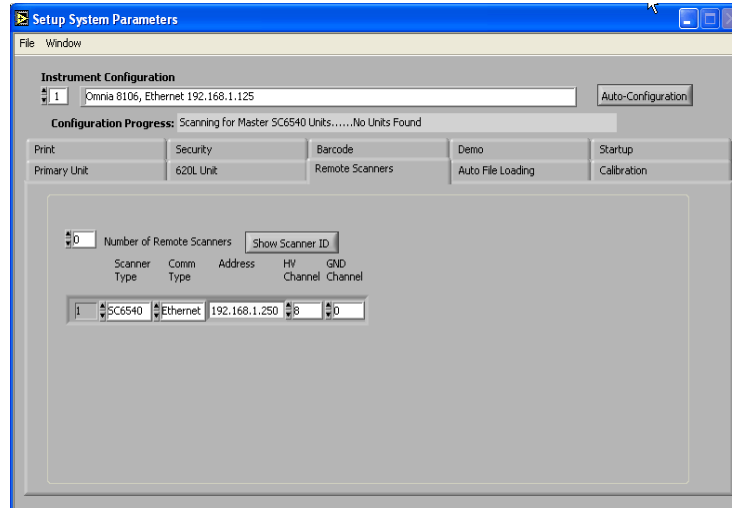 Setup System Parameters
File Window
Instrument Configuration
1 Omnia 8106, Ethernet 192.168.1.125 Auto-Configuration
Configuration Progress: Scanning for Master SC6540 Units......No Units Found
Print Security Barcode Demo Startup
Primary Unit 620L Unit Remote Scanners Auto File Loading Calibration
0 Number of Remote Scanners Show Scanner ID
Scanner Comm Address HV GND
Type Type Channel Channel
1 SC6540 Ethernet 192.168.1.250 8 0